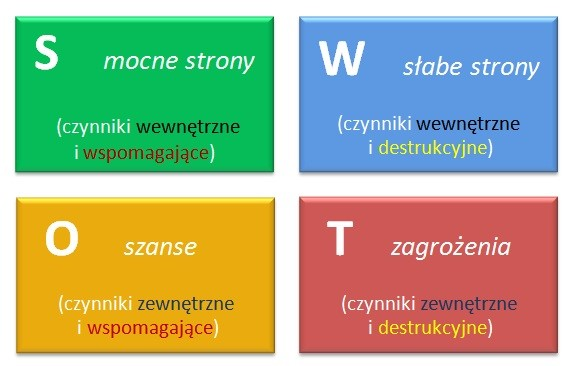 S mocne strony
(czynniki wewnętrzne
i wspomagające)
W słabe strony
(czynniki wewnętrzne
i destrukcyjne)
O szanse
(czynniki zewnętrzne
i wspomagające)
T zagrożenia
(czynniki zewnętrzne
i destrukcyjne)